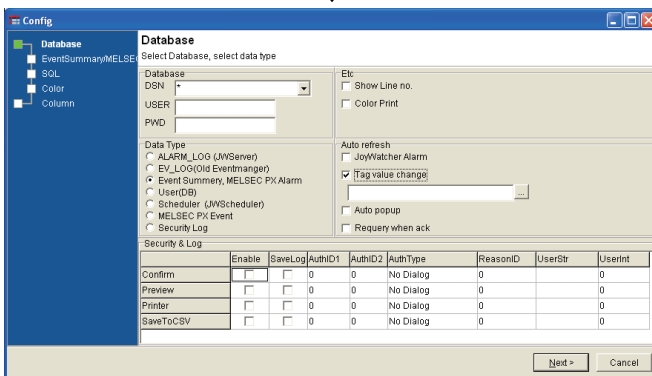 Config
Database
EventSummary/MELSEC
SQL
Color
Column
Database
Select Database, select data type
Database
DSN *
USER
PWD
Etc
Show Line no.
Color Print
Data Type
ALARM_LOG (JWServer)
EV_LOG(Old Eventmanger)
Event Summery, MELSEC PX Alarm
User(DB)
Scheduler (JWScheduler)
MELSEC PX Event
Security Log
Auto refresh
JoyWatcher Alarm
Tag value change
...
Auto popup
Requery when ack
Security & Log
Enable SaveLog AuthID1 AuthID2 AuthType ReasonID UserStr UserInt
Confirm 0 0 No Dialog 0 0
Preview 0 0 No Dialog 0 0
Printer 0 0 No Dialog 0 0
SaveToCSV 0 0 No Dialog 0 0
Next > Cancel